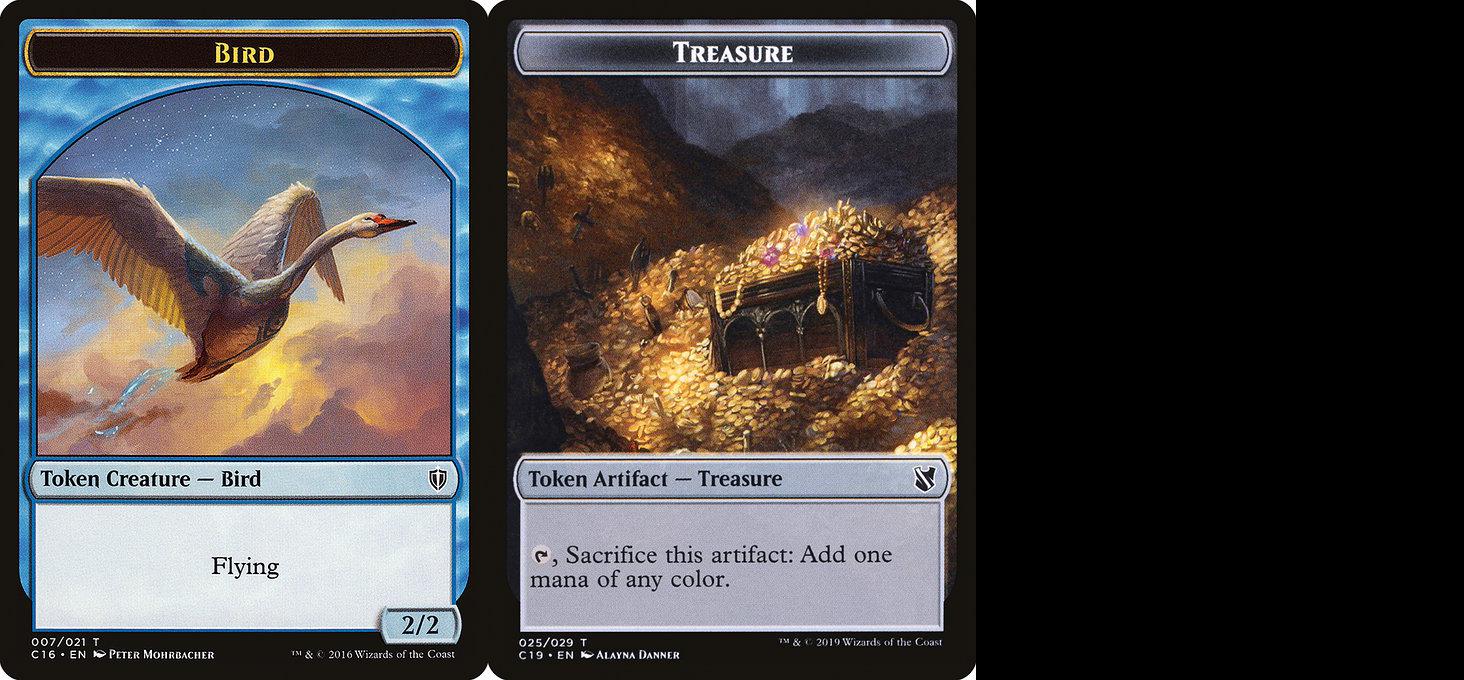 Bird
Token Creature — Bird
Flying
2/2
007/021 T
C16 • EN Peter Mohrbacher
™ & © 2016 Wizards of the Coast
Treasure
Token Artifact — Treasure
, Sacrifice this artifact: Add one
mana of any color.
025/029 T
C19 • EN Alayna Danner
™ & © 2019 Wizards of the Coast